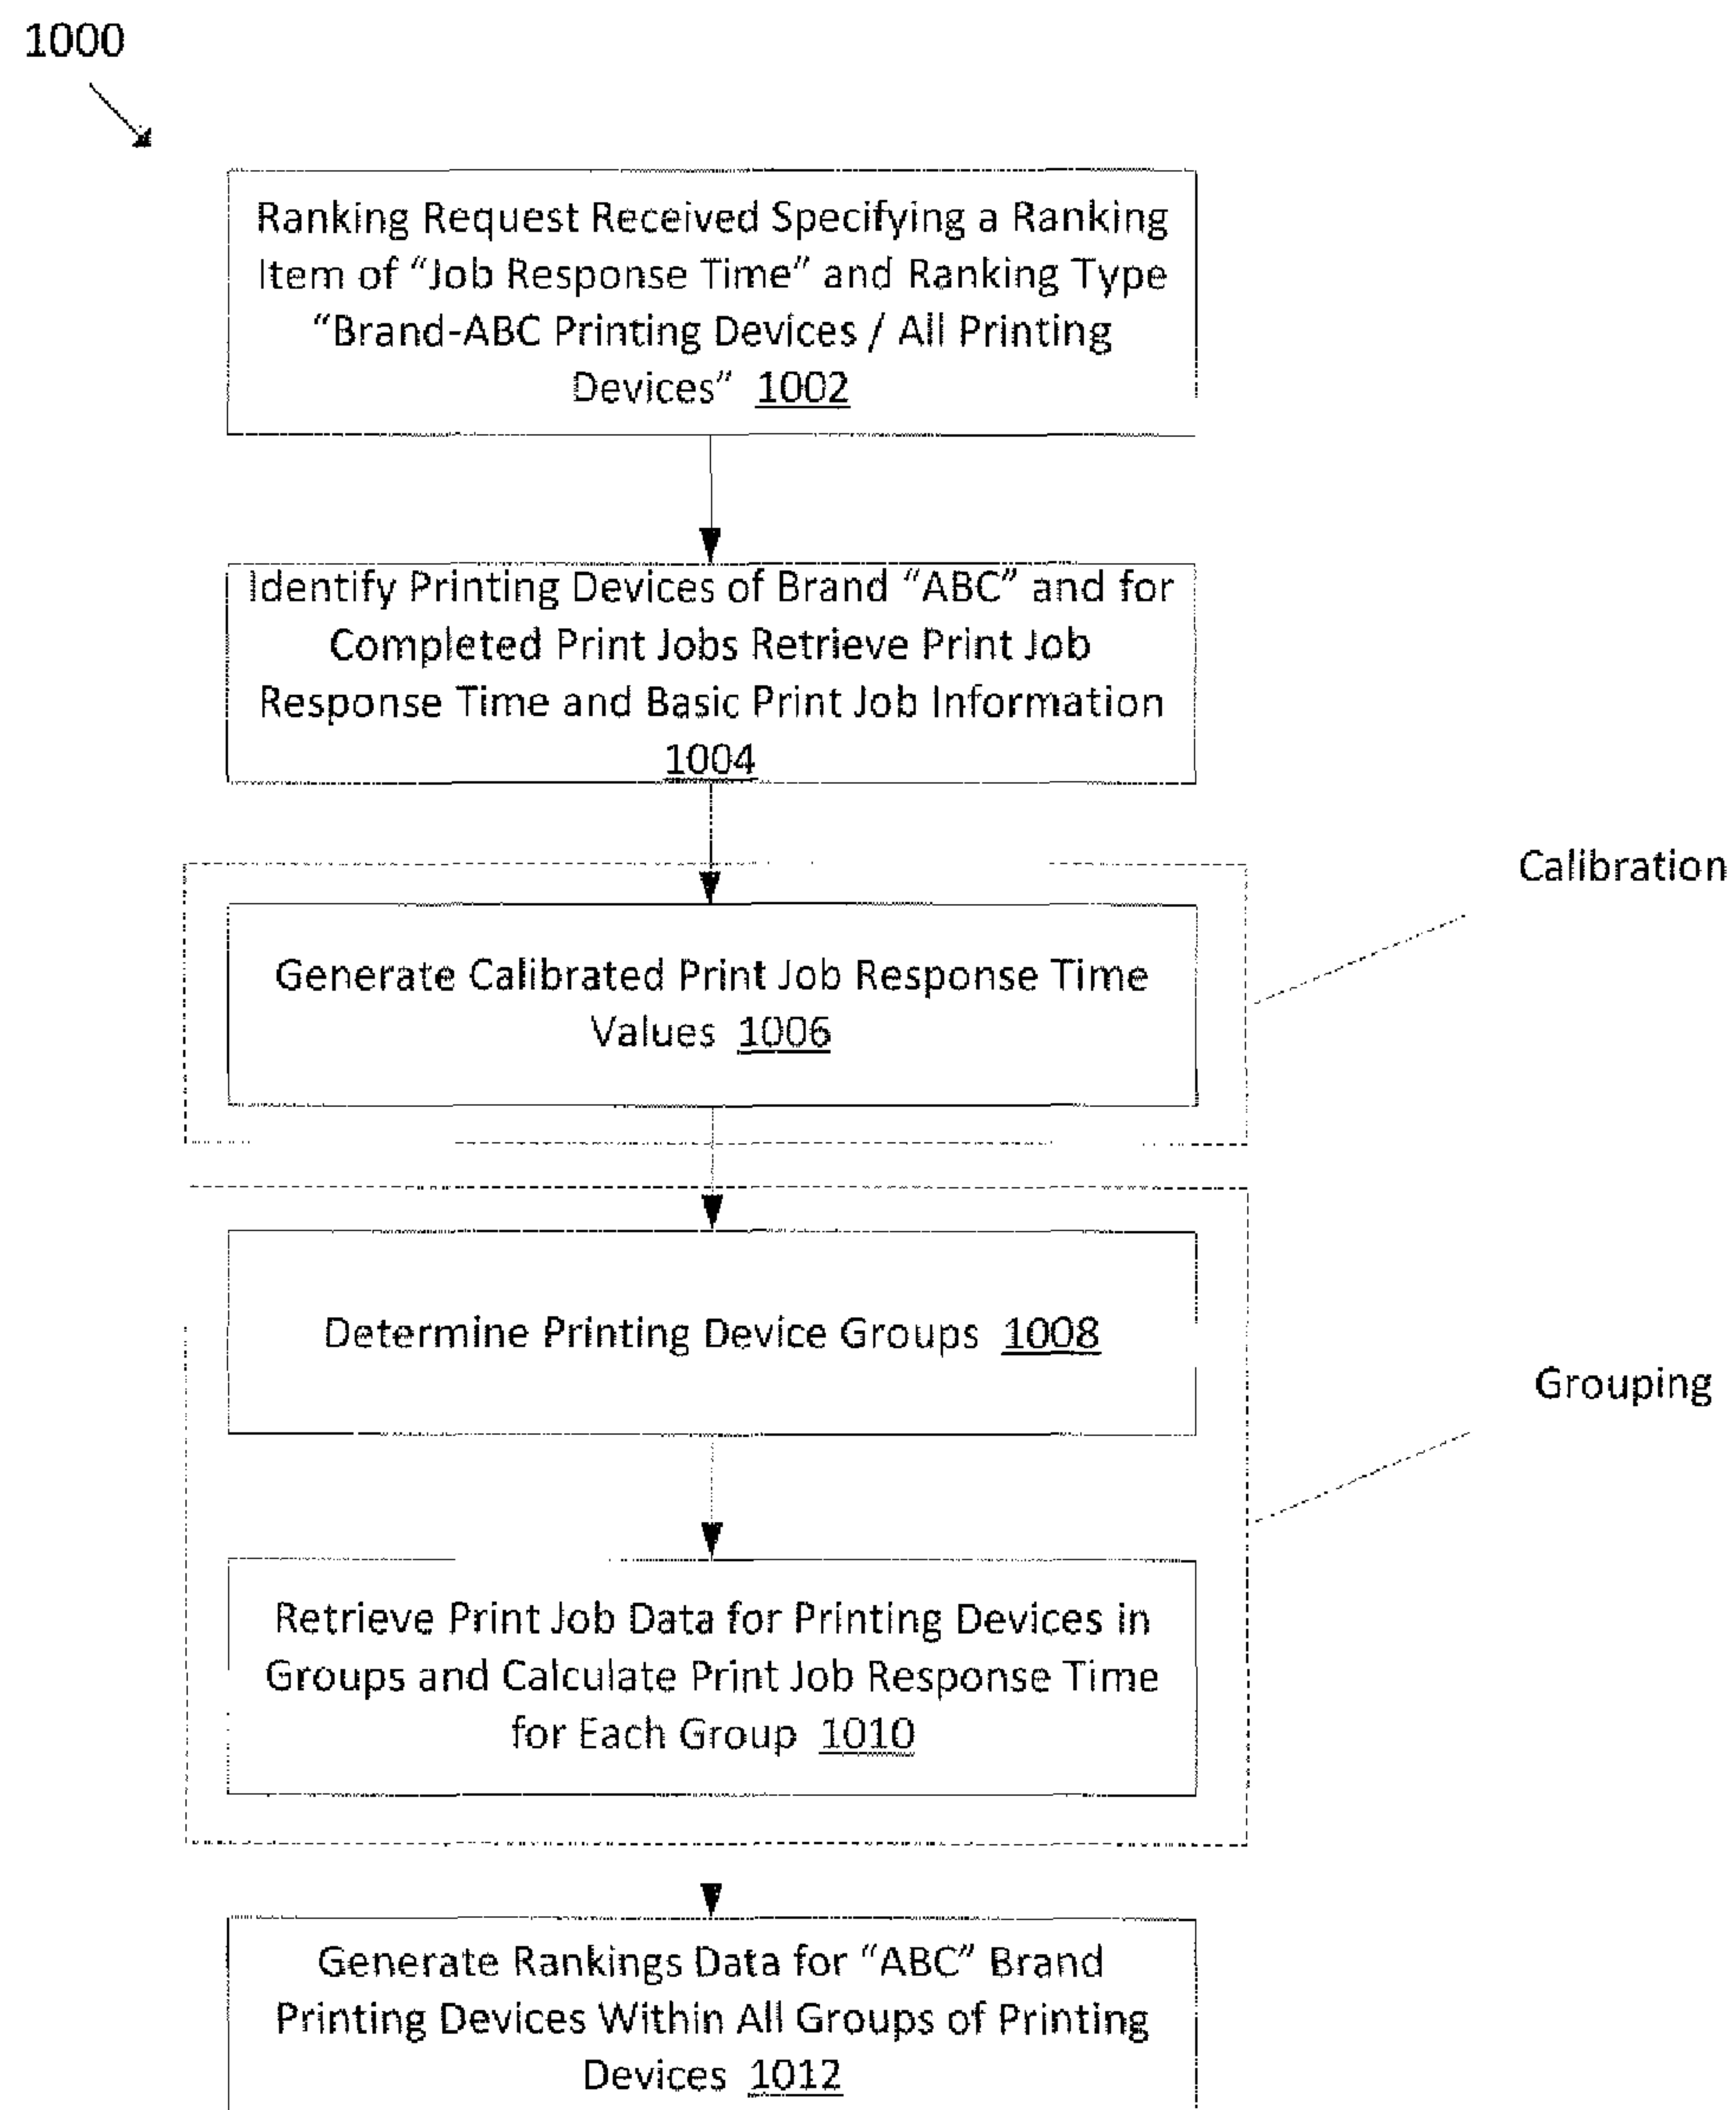 1000
Ranking Request Received Specifying a Ranking
Item of “Job Response Time” and Ranking Type
“Brand-ABC Printing Devices / All Printing
Devices” 1002
Identify Printing Devices of Brand “ABC” and for
Completed Print Jobs Retrieve Print Job
Response Time and Basic Print Job Information
1004
Calibration
Generate Calibrated Print Job Response Time
Values 1006
Determine Printing Device Groups 1008
Grouping
Retrieve Print Job Data for Printing Devices in
Groups and Calculate Print Job Response Time
for Each Group 1010
Generate Rankings Data for “ABC” Brand
Printing Devices Within All Groups of Printing
Devices 1012